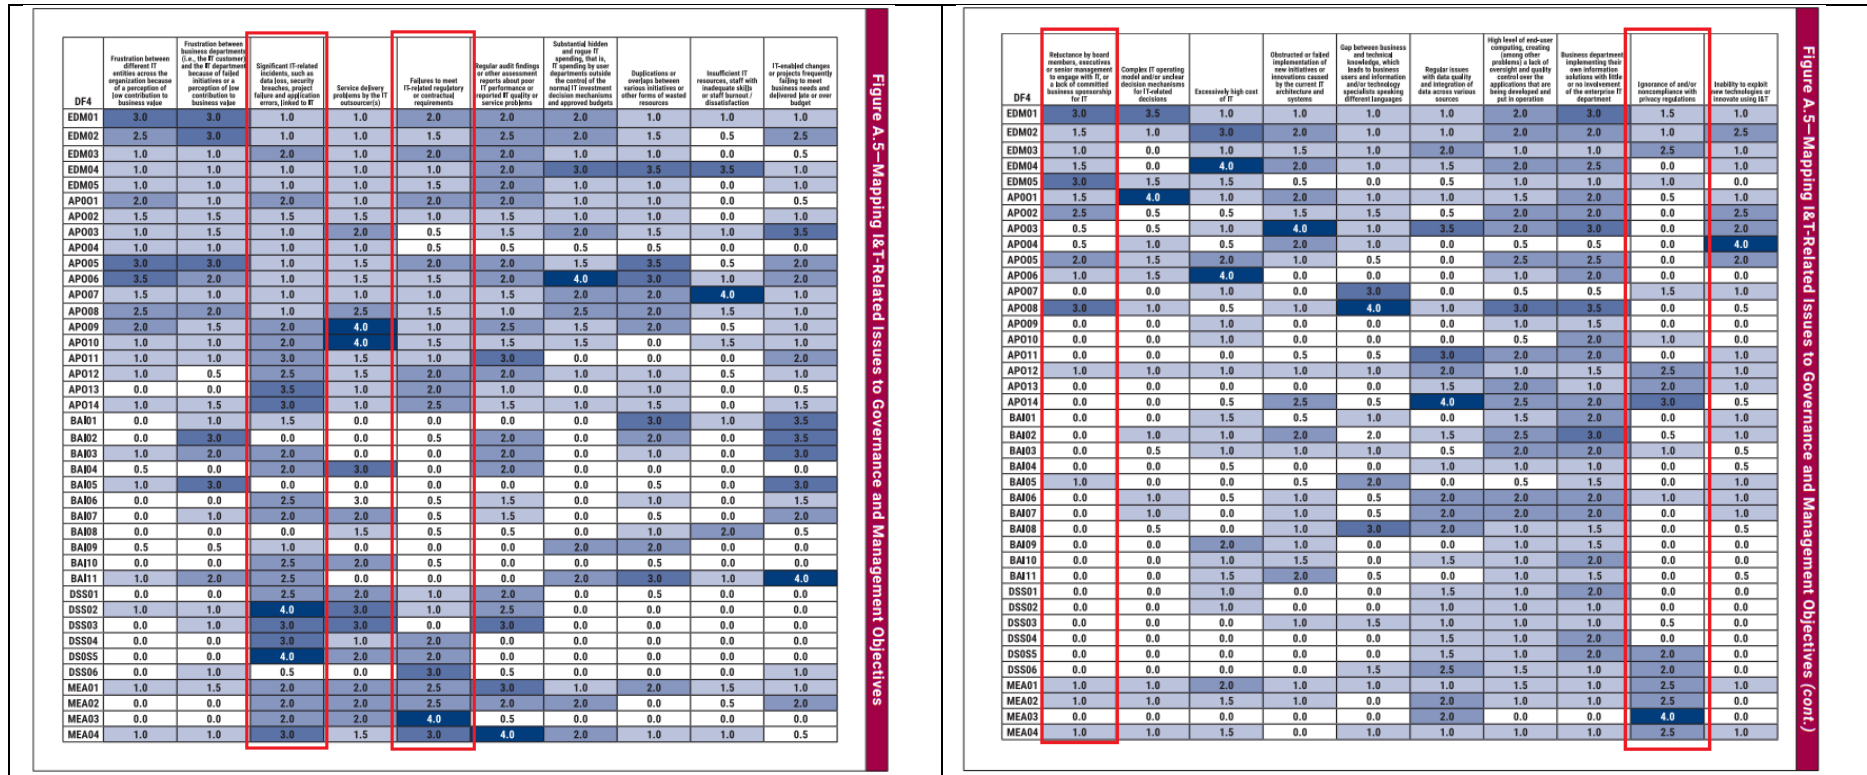 Frustration between
different IT
entities across the
organization because
of a perception of
low contribution to
business value
Frustration between
business departments
(i.e., the IT customer)
and the IT department
because of failed
initiatives or a
perception of low
contribution to
business value
Significant IT-related
incidents, such as
data loss, security
breaches, project
failure and application
errors, linked to IT
Service delivery
problems by the IT
outsourcer(s)
Failures to meet
IT-related regulatory
or contractual
requirements
Regular audit findings
or other assessment
reports about poor
IT performance or
reported IT quality or
service problems
Substantial hidden
and rogue IT
spending, that is,
IT spending by user
departments outside
the control of the
normal IT investment
decision mechanisms
and approved budgets
Duplications or
overlaps between
various initiatives or
other forms of wasted
resources
Insufficient IT
resources, staff with
inadequate skills
or staff burnout /
dissatisfaction
IT-enabled changes
or projects frequently
failing to meet
business needs and
delivered late or over
budget
DF4
EDM01 3.0 3.0 1.0 1.0 2.0 2.0 2.0 1.0 1.0 1.0
EDM02 2.5 3.0 1.0 1.0 1.5 2.0 1.0 1.5 0.5 2.5
EDM03 1.0 1.0 2.0 1.0 2.0 2.0 1.0 1.0 0.0 0.5
EDM04 1.0 1.0 1.0 1.0 1.0 2.0 3.0 3.5 3.5 1.0
EDM05 1.0 1.0 1.0 1.0 1.5 2.0 1.0 1.0 0.0 1.0
APO01 2.0 1.0 2.0 1.0 2.0 2.0 1.0 1.0 0.0 0.5
APO02 1.5 1.5 1.5 1.5 1.0 1.5 1.0 1.0 0.0 1.0
APO03 1.0 1.5 1.0 2.0 0.5 1.5 2.0 1.5 1.0 3.5
APO04 1.0 1.0 1.0 1.0 0.5 0.5 0.5 0.5 0.0 0.0
APO05 3.0 3.0 1.0 1.5 2.0 2.0 1.5 3.5 0.5 2.0
APO06 3.5 2.0 1.0 1.5 1.5 2.0 4.0 3.0 1.0 2.0
APO07 1.5 1.0 1.0 1.0 1.0 1.5 2.0 2.0 4.0 1.0
APO08 2.5 2.0 1.0 2.5 1.5 1.0 2.5 2.0 1.5 1.0
APO09 2.0 1.5 2.0 4.0 1.0 2.5 1.5 2.0 0.5 1.0
APO10 1.0 1.0 2.0 4.0 1.5 1.5 1.5 0.0 1.5 1.0
APO11 1.0 1.0 3.0 1.5 1.0 3.0 0.0 0.0 0.0 2.0
APO12 1.0 0.5 2.5 1.5 2.0 2.0 1.0 1.0 0.5 1.0
APO13 0.0 0.0 3.5 1.0 2.0 1.0 0.0 1.0 0.0 0.5
APO14 1.0 1.5 3.0 1.0 2.5 1.5 1.0 1.5 0.0 1.5
BAI01 0.0 1.0 1.5 0.0 0.0 0.0 0.0 3.0 1.0 3.5
BAI02 0.0 3.0 0.0 0.0 0.5 2.0 0.0 2.0 0.0 3.5
BAI03 1.0 2.0 2.0 0.0 0.0 2.0 0.0 1.0 0.0 3.0
BAI04 0.5 0.0 2.0 3.0 0.0 2.0 0.0 0.0 0.0 0.0
BAI05 1.0 3.0 0.0 0.0 0.0 0.0 0.0 0.5 0.0 3.0
BAI06 0.0 0.0 2.5 3.0 0.5 1.5 0.0 1.0 0.0 1.5
BAI07 0.0 1.0 2.0 2.0 0.5 1.5 0.0 0.5 0.0 2.0
BAI08 0.0 0.0 0.0 1.5 0.5 0.5 0.0 1.0 2.0 0.5
BAI09 0.5 0.5 1.0 0.0 0.0 0.0 2.0 2.0 0.0 0.0
BAI10 0.0 0.0 2.5 2.0 0.5 0.0 0.0 0.5 0.0 0.0
BAI11 1.0 2.0 2.5 0.0 0.0 0.0 2.0 3.0 1.0 4.0
DSS01 0.0 0.0 2.5 2.0 1.0 2.0 0.0 0.5 0.0 0.0
DSS02 1.0 1.0 4.0 3.0 1.0 2.5 0.0 0.0 0.0 0.0
DSS03 0.0 1.0 3.0 3.0 0.0 3.0 0.0 0.0 0.0 0.0
DSS04 0.0 0.0 3.0 1.0 2.0 0.0 0.0 0.0 0.0 0.0
DS0S5 0.0 0.0 4.0 2.0 2.0 0.0 0.0 0.0 0.0 0.0
DSS06 0.0 1.0 0.5 0.0 3.0 0.5 0.0 0.0 0.0 1.0
MEA01 1.0 1.5 2.0 2.0 2.5 3.0 1.0 2.0 1.5 1.0
MEA02 0.0 0.0 2.0 2.0 2.5 2.0 2.0 0.0 0.5 2.0
MEA03 0.0 0.0 2.0 2.0 4.0 0.5 0.0 0.0 0.0 0.0
MEA04 1.0 1.0 3.0 1.5 3.0 4.0 2.0 1.0 1.0 0.5
Figure A.5—Mapping I&T-Related Issues to Governance and Management Objectives
Reluctance by board
members, executives
or senior management
to engage with IT, or
a lack of committed
business sponsorship
for IT
Complex IT operating
model and/or unclear
decision mechanisms
for IT-related
decisions
Excessively high cost
of IT
Obstructed or failed
implementation of
new initiatives or
innovations caused
by the current IT
architecture and
systems
Gap between business
and technical
knowledge, which
leads to business
users and information
and/or technology
specialists speaking
different languages
Regular issues
with data quality
and integration of
data across various
sources
High level of end-user
computing, creating
(among other
problems) a lack of
oversight and quality
control over the
applications that are
being developed and
put in operation
Business departments
implementing their
own information
solutions with little
or no involvement
of the enterprise IT
department
Ignorance of and/or
noncompliance with
privacy regulations
Inability to exploit
new technologies or
innovate using I&T
DF4
EDM01 3.0 3.5 1.0 1.0 1.0 1.0 2.0 3.0 1.5 1.0
EDM02 1.5 1.0 3.0 2.0 1.0 1.0 2.0 2.0 1.0 2.5
EDM03 1.0 0.0 1.0 1.5 1.0 2.0 1.0 1.0 2.5 1.0
EDM04 1.5 0.0 4.0 2.0 1.0 1.5 2.0 2.5 0.0 1.0
EDM05 3.0 1.5 1.5 0.5 0.0 0.5 1.0 1.0 1.0 0.0
APO01 1.5 4.0 1.0 2.0 1.0 1.0 1.5 2.0 0.5 1.0
APO02 2.5 0.5 0.5 1.5 1.5 0.5 2.0 2.0 0.0 2.5
APO03 0.5 0.5 1.0 4.0 1.0 3.5 2.0 3.0 0.0 2.0
APO04 0.5 1.0 0.5 2.0 1.0 0.0 0.5 0.5 0.0 4.0
APO05 2.0 1.5 2.0 1.0 0.5 0.0 2.5 2.5 0.0 2.0
APO06 1.0 1.5 4.0 0.0 0.0 0.0 1.0 2.0 0.0 0.0
APO07 0.0 0.0 1.0 0.0 3.0 0.0 0.5 0.5 1.5 1.0
APO08 3.0 1.0 0.5 1.0 4.0 1.0 3.0 3.5 0.0 0.5
APO09 0.0 0.0 1.0 0.0 0.0 0.0 1.0 1.5 0.0 0.0
APO10 0.0 0.0 1.0 0.0 0.0 0.0 0.5 2.0 1.0 0.0
APO11 0.0 0.0 0.0 0.5 0.5 3.0 2.0 2.0 0.0 1.0
APO12 1.0 1.0 1.0 1.0 1.0 2.0 1.0 1.5 2.5 1.0
APO13 0.0 0.0 0.0 0.0 0.0 1.5 2.0 1.0 2.0 1.0
APO14 0.0 0.0 0.5 2.5 0.5 4.0 2.5 2.0 3.0 0.5
BAI01 0.0 0.0 1.5 0.5 1.0 0.0 1.5 2.0 0.0 1.0
BAI02 0.0 1.0 1.0 2.0 2.0 1.5 2.5 3.0 0.5 1.0
BAI03 0.0 0.5 1.0 1.0 1.0 0.5 2.0 2.0 1.0 0.5
BAI04 0.0 0.0 0.5 0.0 0.0 1.0 1.0 1.0 0.0 0.5
BAI05 1.0 0.0 0.0 0.5 2.0 0.0 0.5 1.5 0.0 1.0
BAI06 0.0 1.0 0.5 1.0 0.5 2.0 2.0 2.0 1.0 1.0
BAI07 0.0 1.0 0.0 1.0 0.5 2.0 2.0 2.0 0.0 1.0
BAI08 0.0 0.5 0.0 1.0 3.0 2.0 1.0 1.5 0.0 0.5
BAI09 0.0 0.0 2.0 1.0 0.0 0.0 1.0 1.5 0.0 0.0
BAI10 0.0 0.0 1.0 1.5 0.5 1.5 1.0 2.0 0.0 0.0
BAI11 0.0 0.0 1.5 2.0 0.5 0.0 1.0 1.5 0.0 0.5
DSS01 0.0 0.0 1.0 0.0 0.0 1.5 1.0 2.0 0.0 0.0
DSS02 0.0 0.0 1.0 0.0 0.0 1.0 1.0 1.0 0.0 0.0
DSS03 0.0 0.0 0.0 1.0 1.5 1.0 1.0 1.0 0.5 0.0
DSS04 0.0 0.0 0.0 0.0 0.0 1.5 1.0 2.0 0.0 0.0
DS0S5 0.0 0.0 0.0 0.0 0.0 1.5 1.0 2.0 2.0 0.0
DSS06 0.0 0.0 0.0 0.0 1.5 2.5 1.5 1.0 2.0 0.0
MEA01 1.0 1.0 2.0 1.0 1.0 1.0 1.5 1.0 2.5 1.0
MEA02 1.0 1.0 1.5 1.0 0.0 2.0 1.0 1.0 2.5 0.0
MEA03 0.0 0.0 0.0 0.0 0.0 2.0 0.0 0.0 4.0 0.0
MEA04 1.0 1.0 1.5 0.0 1.0 1.0 1.0 1.0 2.5 1.0
Figure A.5—Mapping I&T-Related Issues to Governance and Management Objectives (cont.)